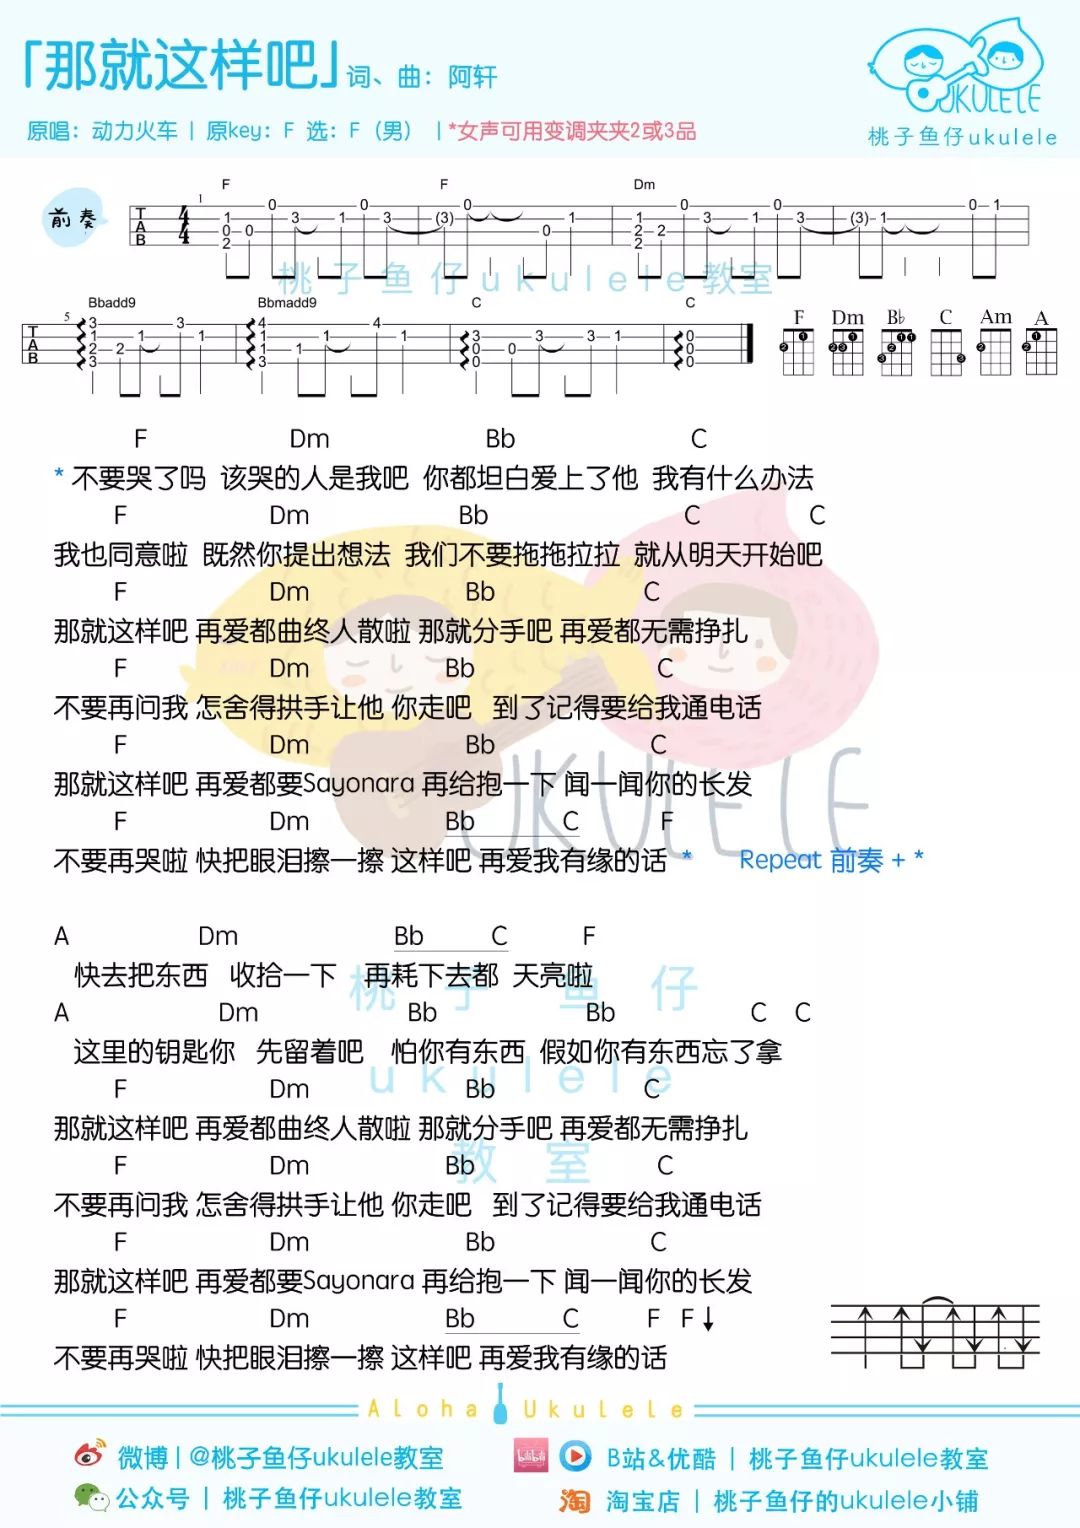 「那就这样吧」 词、曲：阿轩
原唱：动力火车 | 原key：F 选：F（男） | *女声可用变调夹夹2或3品
UKULELE
桃子鱼仔ukulele
前奏
F F Dm
1
T A B 4 4
桃子鱼仔ukulele教室
Bbadd9 Bbmadd9 C C
5
T A B
F Dm B♭ C Am A
F Dm Bb C
* 不要哭了吗 该哭的人是我吧 你都坦白爱上了他 我有什么办法
F Dm Bb C C
我也同意啦 既然你提出想法 我们不要拖拖拉拉 就从明天开始吧
F Dm Bb C
那就这样吧 再爱都曲终人散啦 那就分手吧 再爱都无需挣扎
F Dm Bb C
不要再问我 怎舍得拱手让他 你走吧 到了记得要给我通电话
F Dm Bb C
那就这样吧 再爱都要Sayonara 再给抱一下 闻一闻你的长发
UKULELE
F Dm Bb C F
不要再哭啦 快把眼泪擦一擦 这样吧 再爱我有缘的话 * Repeat 前奏 + *
A Dm Bb C F
快去把东西 收拾一下 再耗下去都 天亮啦
桃子鱼仔
A Dm Bb Bb C C
这里的钥匙你 先留着吧 怕你有东西 假如你有东西忘了拿
ukulele
F Dm Bb C
那就这样吧 再爱都曲终人散啦 那就分手吧 再爱都无需挣扎
教室
F Dm Bb C
不要再问我 怎舍得拱手让他 你走吧 到了记得要给我通电话
F Dm Bb C
那就这样吧 再爱都要Sayonara 再给抱一下 闻一闻你的长发
F Dm Bb C F F↓
不要再哭啦 快把眼泪擦一擦 这样吧 再爱我有缘的话
Aloha Ukulele
微博 | @桃子鱼仔ukulele教室
bilibili B站&优酷 | 桃子鱼仔ukulele教室
公众号 | 桃子鱼仔ukulele教室
淘 淘宝店 | 桃子鱼仔的ukulele小铺